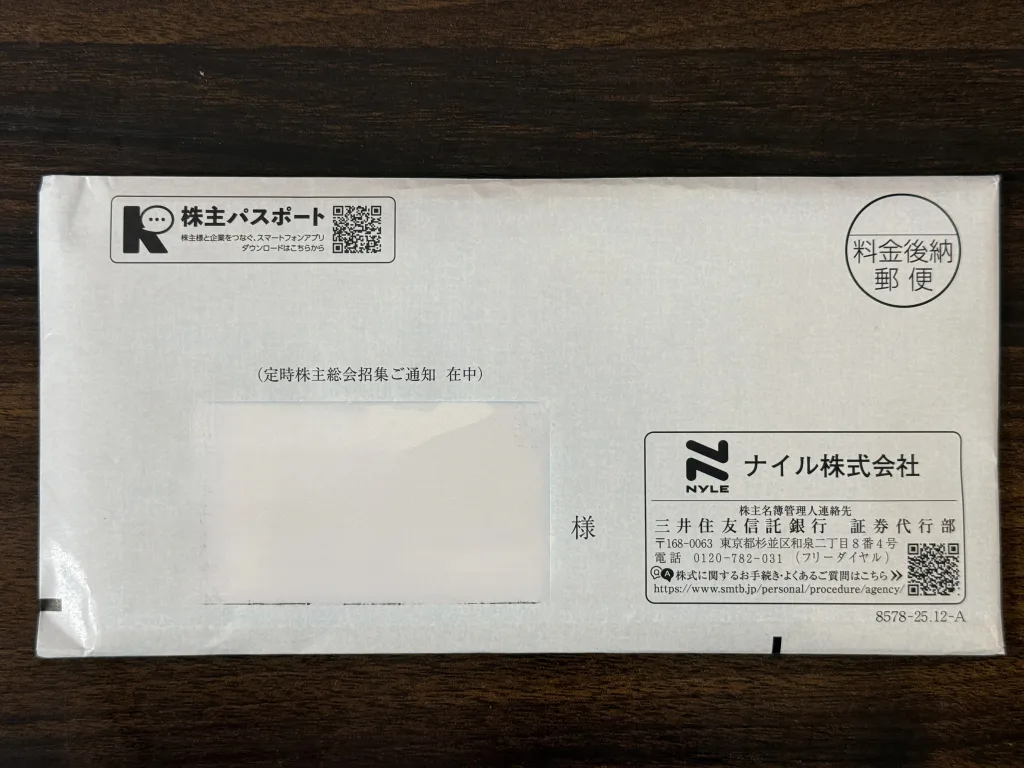 株主パスポート
株主様と企業をつなぐ、スマートフォンアプリ
ダウンロードはこちらから
料金後納
郵便
(定時株主総会招集ご通知 在中)
様
NYLE
ナイル株式会社
株主名簿管理人連絡先
三井住友信託銀行 証券代行部
〒168-0063 東京都杉並区和泉二丁目8番4号
電話 0120-782-031 (フリーダイヤル)
Q A 株式に関するお手続き・よくあるご質問はこちら
https://www.smtb.jp/personal/procedure/agency/
8578-25.12-A